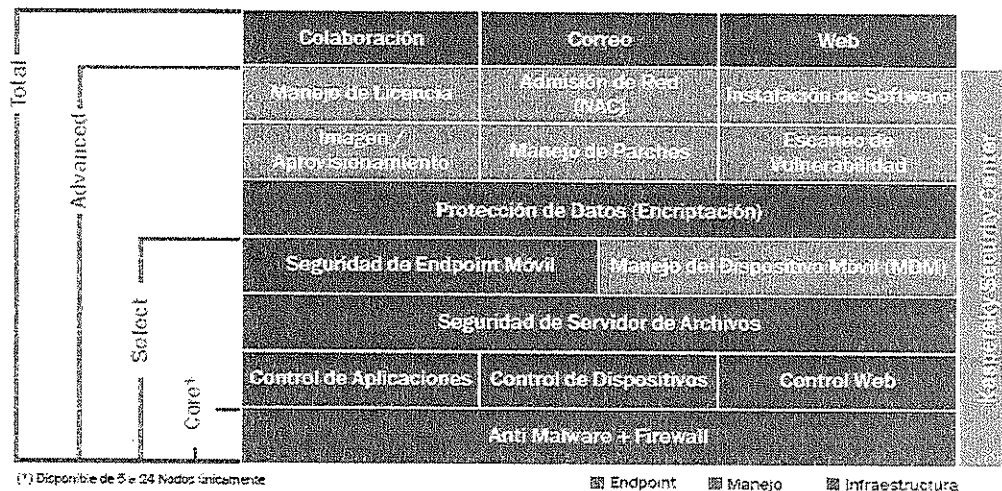 Total
Advanced
Select
Core*
Colaboración
Correo
Web
Manejo de Licencia
Admisión de Red
(NAC)
Instalación de Software
Imagen /
Aprovisionamiento
Manejo de Parches
Escaneo de
Vulnerabilidad
Protección de Datos (Encriptación)
Seguridad de Endpoint Móvil
Manejo del Dispositivo Móvil (MDM)
Seguridad de Servidor de Archivos
Control de Aplicaciones
Control de Dispositivos
Control Web
Anti Malware + Firewall
Kaspersky Security Center
(*) Disponible de 5 a 24 Nodos únicamente
Endpoint
Manejo
Infraestructura